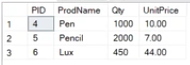 PID ProdName Qty UnitPrice
1 4 Pen 1000 10.00
2 5 Pencil 2000 7.00
3 6 Lux 450 44.00